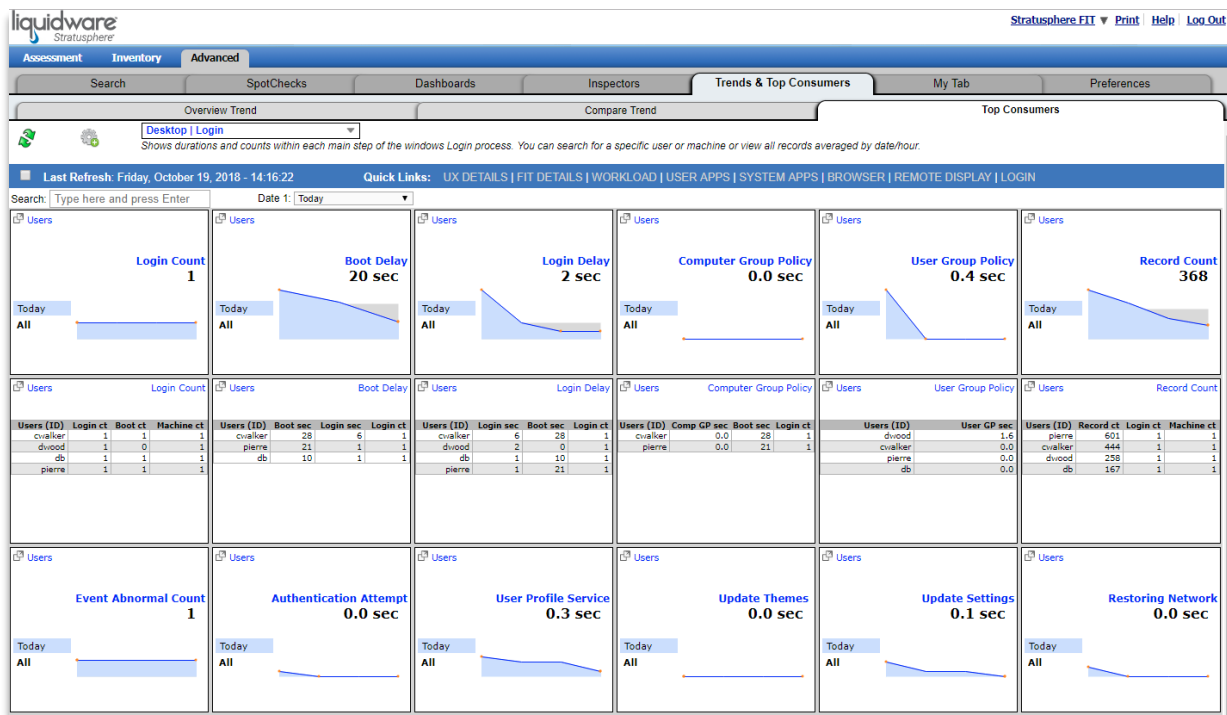 liquidware
Stratusphere
Stratusphere FIT ▼ Print Help Log Out
Assessment Inventory Advanced
Search SpotChecks Dashboards Inspectors Trends & Top Consumers My Tab Preferences
Overview Trend Compare Trend Top Consumers
Desktop | Login
Shows durations and counts within each main step of the windows Login process. You can search for a specific user or machine or view all records averaged by date/hour.
Last Refresh: Friday, October 19, 2018 - 14:16:22 Quick Links: UX DETAILS | FIT DETAILS | WORKLOAD | USER APPS | SYSTEM APPS | BROWSER | REMOTE DISPLAY | LOGIN
Search: Type here and press Enter Date 1: Today
Users Users Users Users Users Users
Login Count Boot Delay Login Delay Computer Group Policy User Group Policy Record Count
1 20 sec 2 sec 0.0 sec 0.4 sec 368
Today Today Today Today Today Today
All All All All All All
Users Login Count Users Boot Delay Users Login Delay Users Computer Group Policy Users User Group Policy Users Record Count
Users (ID) Login ct Boot ct Machine ct Users (ID) Boot sec Login sec Login ct Users (ID) Login sec Boot sec Login ct Users (ID) Comp GP sec Boot sec Login ct Users (ID) User GP sec Users (ID) Record ct Login ct Machine ct
cwalker 1 1 1 cwalker 28 6 1 cwalker 6 28 1 cwalker 0.0 28 1 dwood 1.6 pierre 601 1 1
dwood 1 0 1 pierre 21 1 1 dwood 2 0 1 pierre 0.0 21 1 cwalker 0.0 cwalker 444 1 1
db 1 1 1 db 10 1 1 db 1 10 1 pierre 0.0 dwood 258 1 1
pierre 1 1 1 pierre 1 21 1 db 0.0 db 167 1 1
Users Users Users Users Users Users
Event Abnormal Count Authentication Attempt User Profile Service Update Themes Update Settings Restoring Network
1 0.0 sec 0.3 sec 0.0 sec 0.1 sec 0.0 sec
Today Today Today Today Today Today
All All All All All All